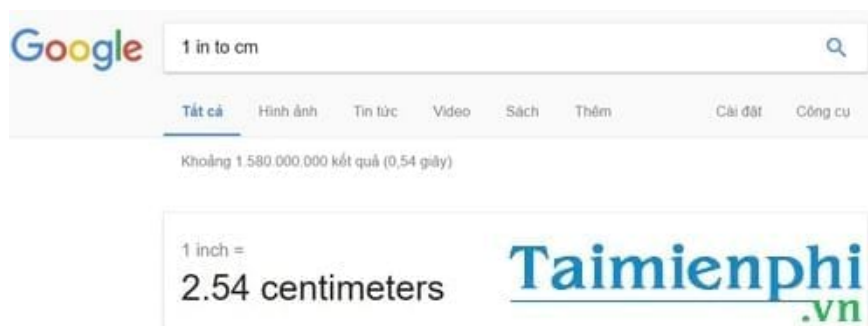 Google 1 in to cm
Tất cả Hình ảnh Tin tức Video Sách Thêm Cài đặt Công cụ
Khoảng 1.580.000.000 kết quả (0,54 giây)
1 inch =
2.54 centimeters
Taimienphi
.vn